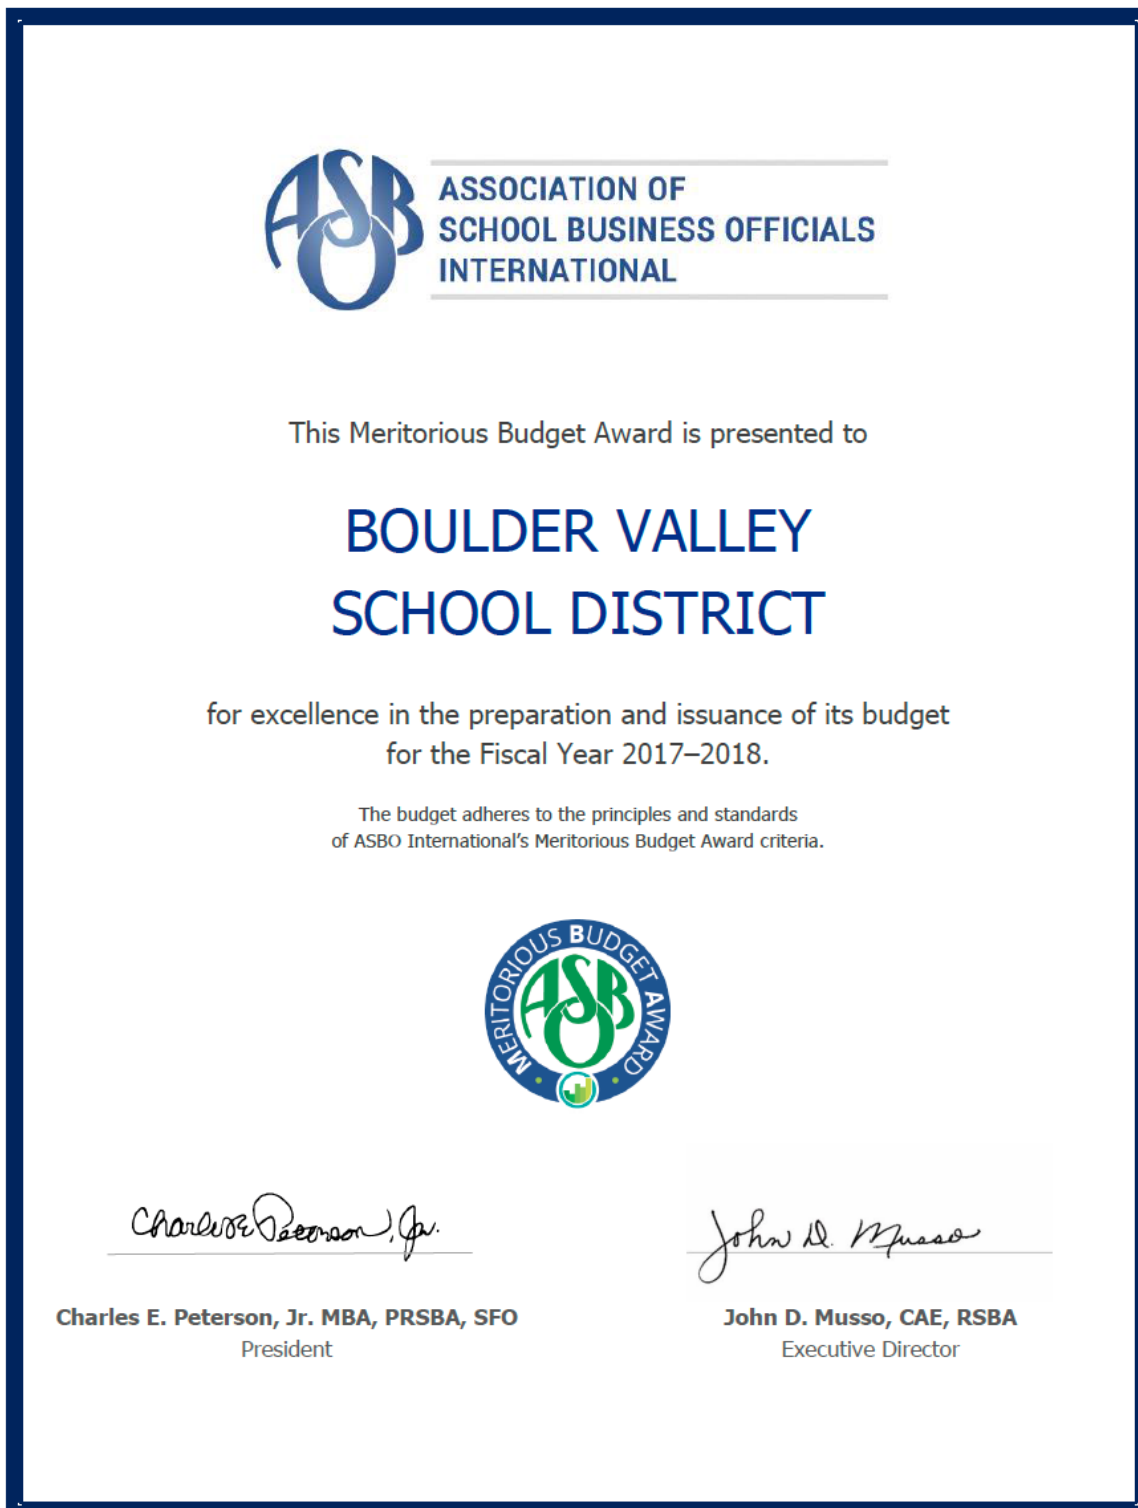 ASBO
ASSOCIATION OF
SCHOOL BUSINESS OFFICIALS
INTERNATIONAL
This Meritorious Budget Award is presented to
BOULDER VALLEY
SCHOOL DISTRICT
for excellence in the preparation and issuance of its budget
for the Fiscal Year 2017–2018.
The budget adheres to the principles and standards
of ASBO International's Meritorious Budget Award criteria.
MERITORIOUS BUDGET AWARD
ASBO
Charles E. Peterson, Jr.
John D. Musso
Charles E. Peterson, Jr. MBA, PRSBA, SFO
John D. Musso, CAE, RSBA
President
Executive Director